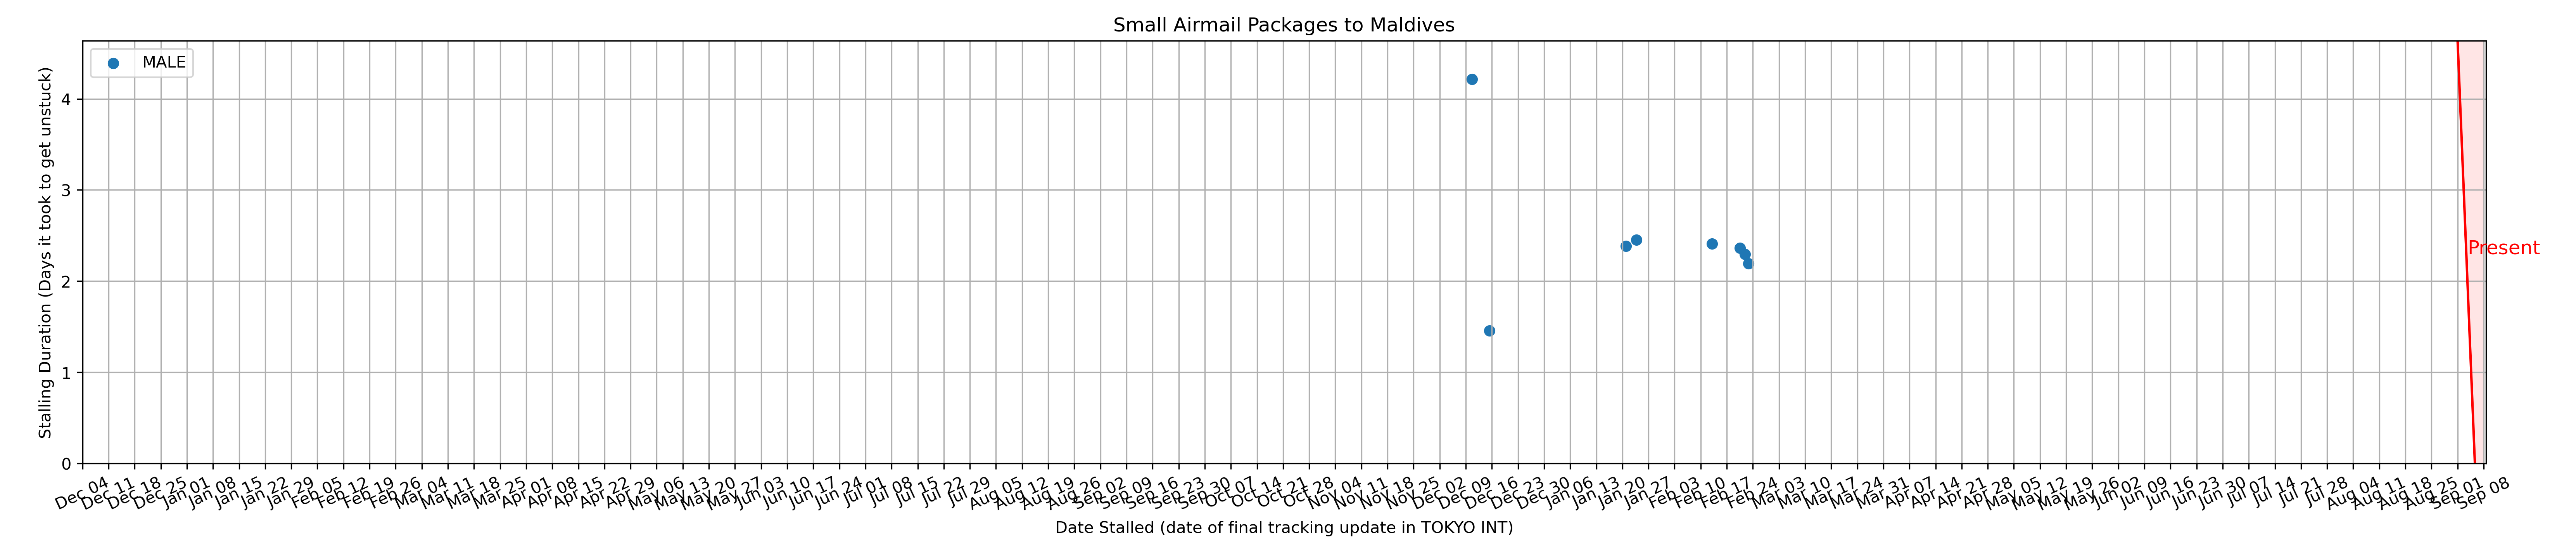 Small Airmail Packages to Maldives
MALE
Stalling Duration (Days it took to get unstuck)
4
3
2
1
0
Present
Dec 04 Dec 11 Dec 18 Dec 25 Jan 01 Jan 08 Jan 15 Jan 22 Jan 29 Feb 05 Feb 12 Feb 19 Feb 26 Mar 04 Mar 11 Mar 18 Mar 25 Apr 01 Apr 08 Apr 15 Apr 22 Apr 29 May 06 May 13 May 20 May 27 Jun 03 Jun 10 Jun 17 Jun 24 Jul 01 Jul 08 Jul 15 Jul 22 Jul 29 Aug 05 Aug 12 Aug 19 Aug 26 Sep 02 Sep 09 Sep 16 Sep 23 Sep 30 Oct 07 Oct 14 Oct 21 Oct 28 Nov 04 Nov 11 Nov 18 Nov 25 Dec 02 Dec 09 Dec 16 Dec 23 Dec 30 Jan 06 Jan 13 Jan 20 Jan 27 Feb 03 Feb 10 Feb 17 Feb 24 Mar 03 Mar 10 Mar 17 Mar 24 Mar 31 Apr 07 Apr 14 Apr 21 Apr 28 May 05 May 12 May 19 May 26 Jun 02 Jun 09 Jun 16 Jun 23 Jun 30 Jul 07 Jul 14 Jul 21 Jul 28 Aug 04 Aug 11 Aug 18 Aug 25 Sep 01 Sep 08
Date Stalled (date of final tracking update in TOKYO INT)